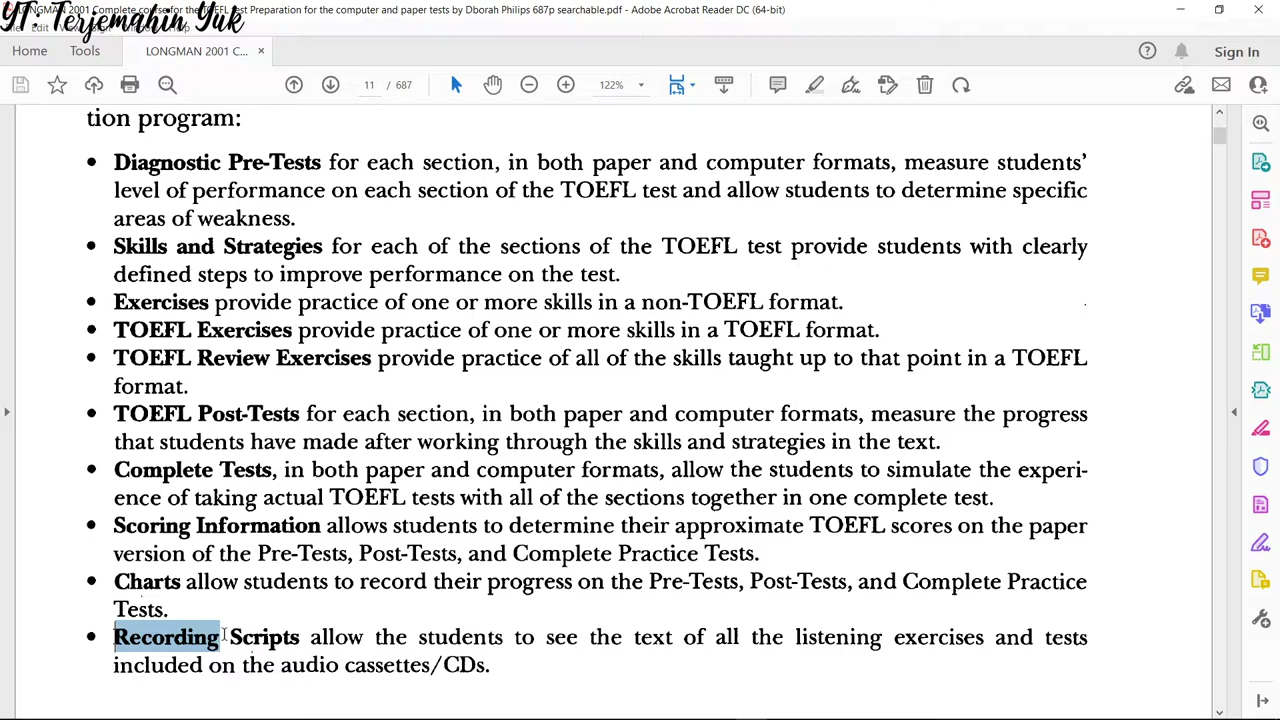 LONGMAN 2001 Complete course for the TOEFL test Preparation for the computer and paper tests by Dborah Philips 687p searchable.pdf - Adobe Acrobat Reader DC (64-bit)
YT: Terjemahin Yuk
Home Tools LONGMAN 2001 C... × Sign In
11 / 687 122%
tion program:
• Diagnostic Pre-Tests for each section, in both paper and computer formats, measure students’
level of performance on each section of the TOEFL test and allow students to determine specific
areas of weakness.
• Skills and Strategies for each of the sections of the TOEFL test provide students with clearly
defined steps to improve performance on the test.
• Exercises provide practice of one or more skills in a non-TOEFL format.
• TOEFL Exercises provide practice of one or more skills in a TOEFL format.
• TOEFL Review Exercises provide practice of all of the skills taught up to that point in a TOEFL
format.
• TOEFL Post-Tests for each section, in both paper and computer formats, measure the progress
that students have made after working through the skills and strategies in the text.
• Complete Tests, in both paper and computer formats, allow the students to simulate the experi-
ence of taking actual TOEFL tests with all of the sections together in one complete test.
• Scoring Information allows students to determine their approximate TOEFL scores on the paper
version of the Pre-Tests, Post-Tests, and Complete Practice Tests.
• Charts allow students to record their progress on the Pre-Tests, Post-Tests, and Complete Practice
Tests.
• Recording Scripts allow the students to see the text of all the listening exercises and tests
included on the audio cassettes/CDs.